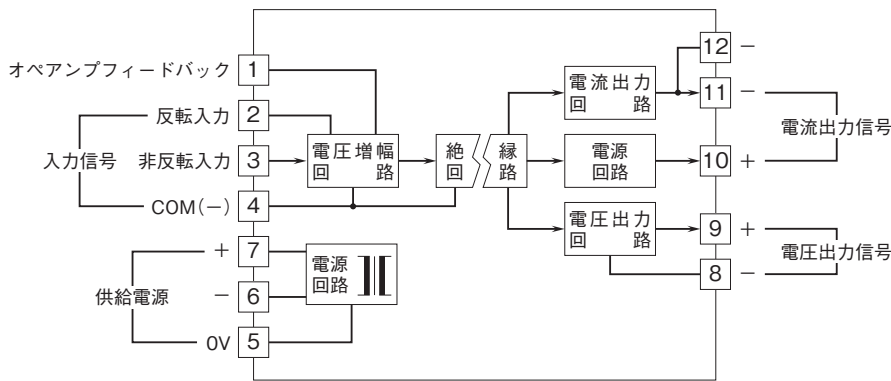 オペアンプフィードバック 1
反転入力 2
入力信号
非反転入力 3
COM(−) 4
電圧増幅
回路
絶縁
回路
電流出力
回路
12 −
11 −
電流出力信号
電源
回路
10 +
電圧出力
回路
9 +
電圧出力信号
8 −
+ 7
供給電源
− 6
0V 5
電源
回路